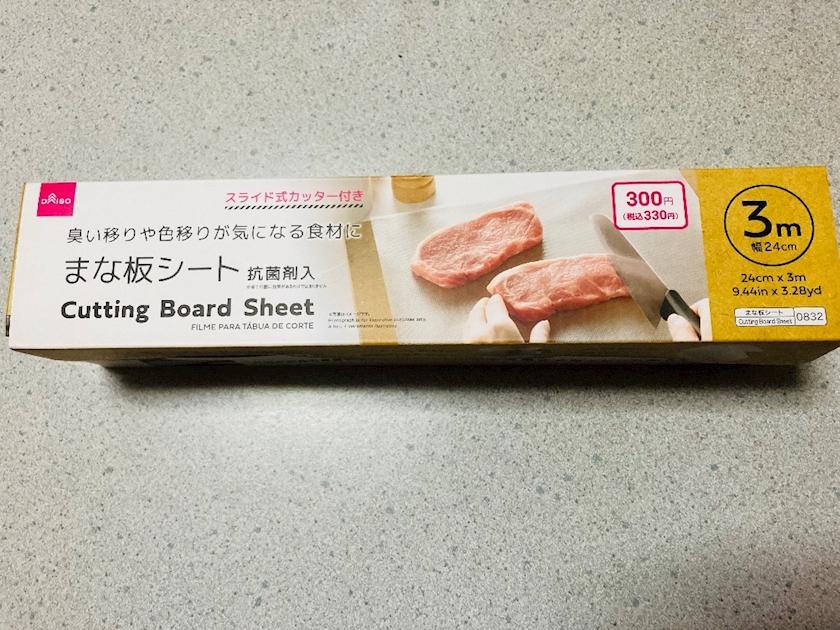 DAISO
スライド式カッター付き
臭い移りや色移りが気になる食材に
まな板シート 抗菌剤入
Cutting Board Sheet
FILME PARA TÁBUA DE CORTE
300円
(税込330円)
3m
幅24cm
24cm x 3m
9.44in x 3.28yd
まな板シート
Cutting Board Sheet
0832